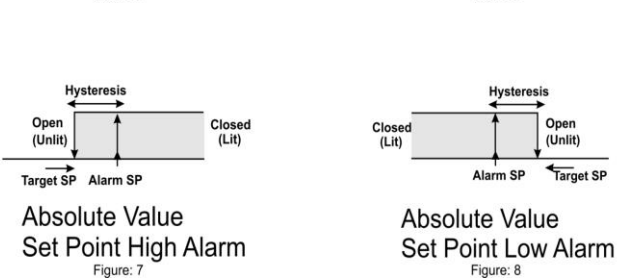 Hysteresis
Open
(Unlit)
Closed
(Lit)
Target SP Alarm SP
Absolute Value
Set Point High Alarm
Figure: 7
Hysteresis
Closed
(Lit)
Open
(Unlit)
Alarm SP Target SP
Absolute Value
Set Point Low Alarm
Figure: 8